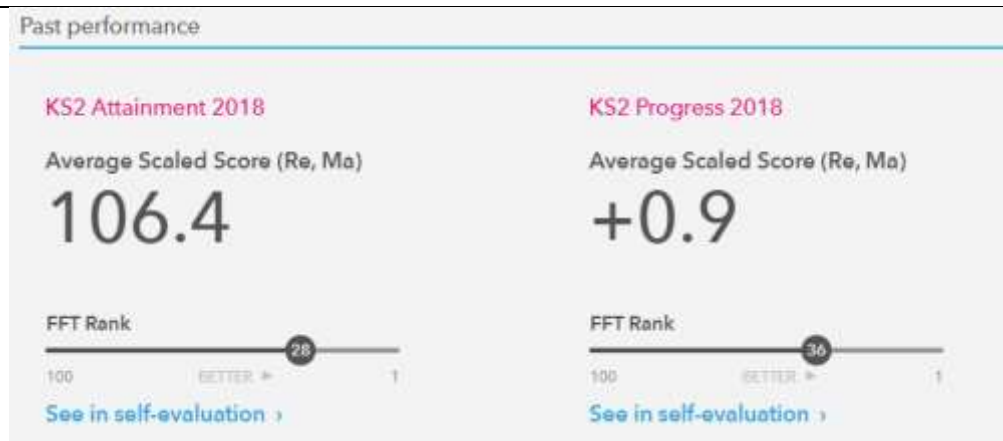 Past performance
KS2 Attainment 2018
Average Scaled Score (Re, Ma)
106.4
FFT Rank
28
100 BETTER ► 1
See in self-evaluation ›
KS2 Progress 2018
Average Scaled Score (Re, Ma)
+0.9
FFT Rank
36
100 BETTER ► 1
See in self-evaluation ›